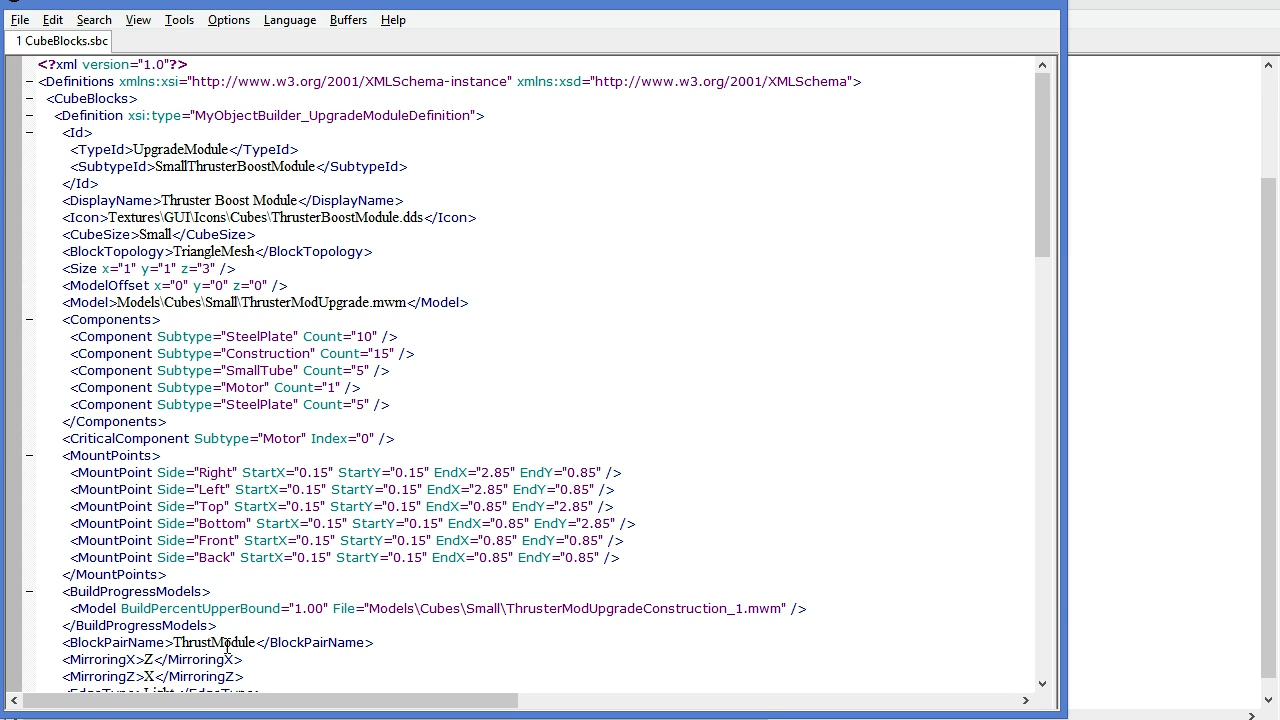 File Edit Search View Tools Options Language Buffers Help
1 CubeBlocks.sbc
<?xml version="1.0"?>
<Definitions xmlns:xsi="http://www.w3.org/2001/XMLSchema-instance" xmlns:xsd="http://www.w3.org/2001/XMLSchema">
<CubeBlocks>
<Definition xsi:type="MyObjectBuilder_UpgradeModuleDefinition">
<Id>
<TypeId>UpgradeModule</TypeId>
<SubtypeId>SmallThrusterBoostModule</SubtypeId>
</Id>
<DisplayName>Thruster Boost Module</DisplayName>
<Icon>Textures\GUI\Icons\Cubes\ThrusterBoostModule.dds</Icon>
<CubeSize>Small</CubeSize>
<BlockTopology>TriangleMesh</BlockTopology>
<Size x="1" y="1" z="3" />
<ModelOffset x="0" y="0" z="0" />
<Model>Models\Cubes\Small\ThrusterModUpgrade.mwm</Model>
<Components>
<Component Subtype="SteelPlate" Count="10" />
<Component Subtype="Construction" Count="15" />
<Component Subtype="SmallTube" Count="5" />
<Component Subtype="Motor" Count="1" />
<Component Subtype="SteelPlate" Count="5" />
</Components>
<CriticalComponent Subtype="Motor" Index="0" />
<MountPoints>
<MountPoint Side="Right" StartX="0.15" StartY="0.15" EndX="2.85" EndY="0.85" />
<MountPoint Side="Left" StartX="0.15" StartY="0.15" EndX="2.85" EndY="0.85" />
<MountPoint Side="Top" StartX="0.15" StartY="0.15" EndX="0.85" EndY="2.85" />
<MountPoint Side="Bottom" StartX="0.15" StartY="0.15" EndX="0.85" EndY="2.85" />
<MountPoint Side="Front" StartX="0.15" StartY="0.15" EndX="0.85" EndY="0.85" />
<MountPoint Side="Back" StartX="0.15" StartY="0.15" EndX="0.85" EndY="0.85" />
</MountPoints>
<BuildProgressModels>
<Model BuildPercentUpperBound="1.00" File="Models\Cubes\Small\ThrusterModUpgradeConstruction_1.mwm" />
</BuildProgressModels>
<BlockPairName>ThrustModule</BlockPairName>
<MirroringX>Z</MirroringX>
<MirroringZ>X</MirroringZ>
<EdgeType>Light</EdgeType>